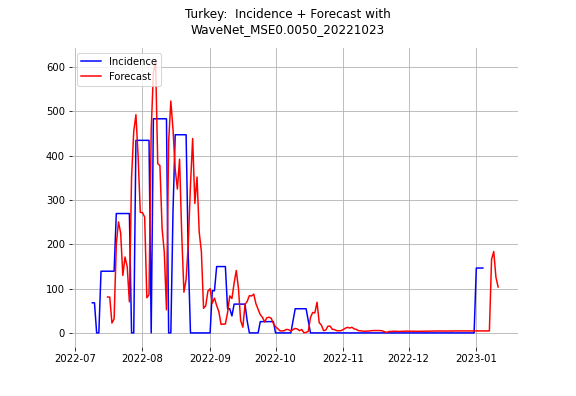 Turkey:  Incidence + Forecast with
WaveNet_MSE0.0050_20221023
Incidence
Forecast
600
500
400
300
200
100
0
2022-07 2022-08 2022-09 2022-10 2022-11 2022-12 2023-01